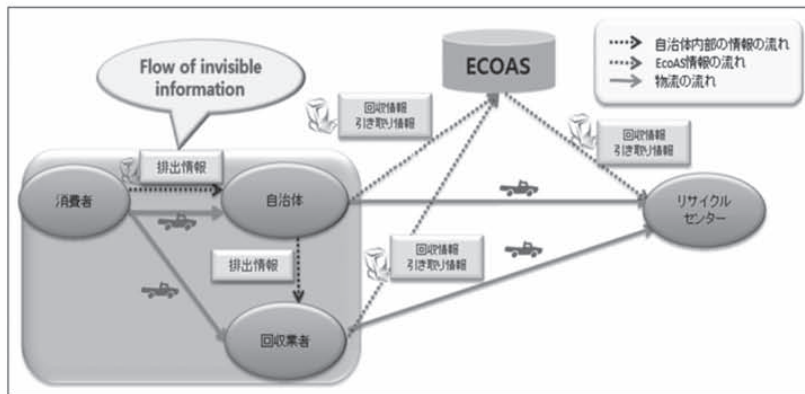 自治体内部の情報の流れ
EcoAS情報の流れ
物流の流れ
ECOAS
Flow of invisible
information
回収情報
引き取り情報
回収情報
引き取り情報
排出情報
消費者
自治体
リサイクル
センター
排出情報
回収情報
引き取り情報
回収業者